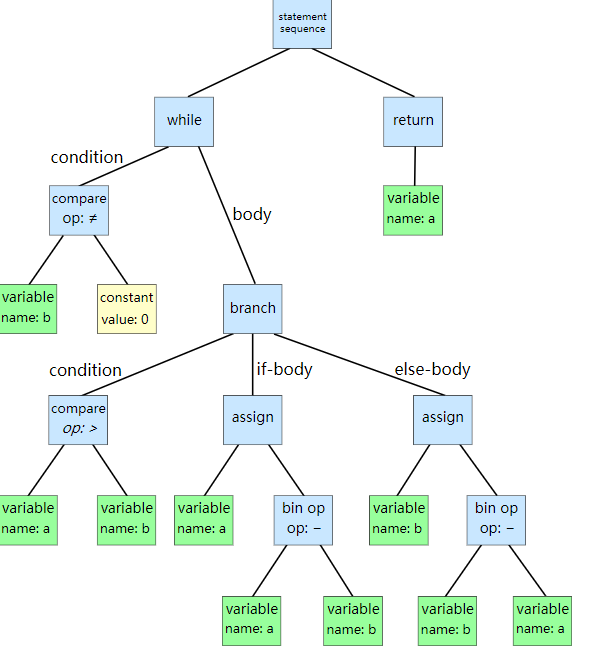 statement
sequence
while
return
condition
compare
op: ≠
body
variable
name: a
variable
name: b
constant
value: 0
branch
condition
if-body
else-body
compare
op: >
assign
assign
variable
name: a
variable
name: b
variable
name: a
bin op
op: −
variable
name: b
bin op
op: −
variable
name: a
variable
name: b
variable
name: b
variable
name: a